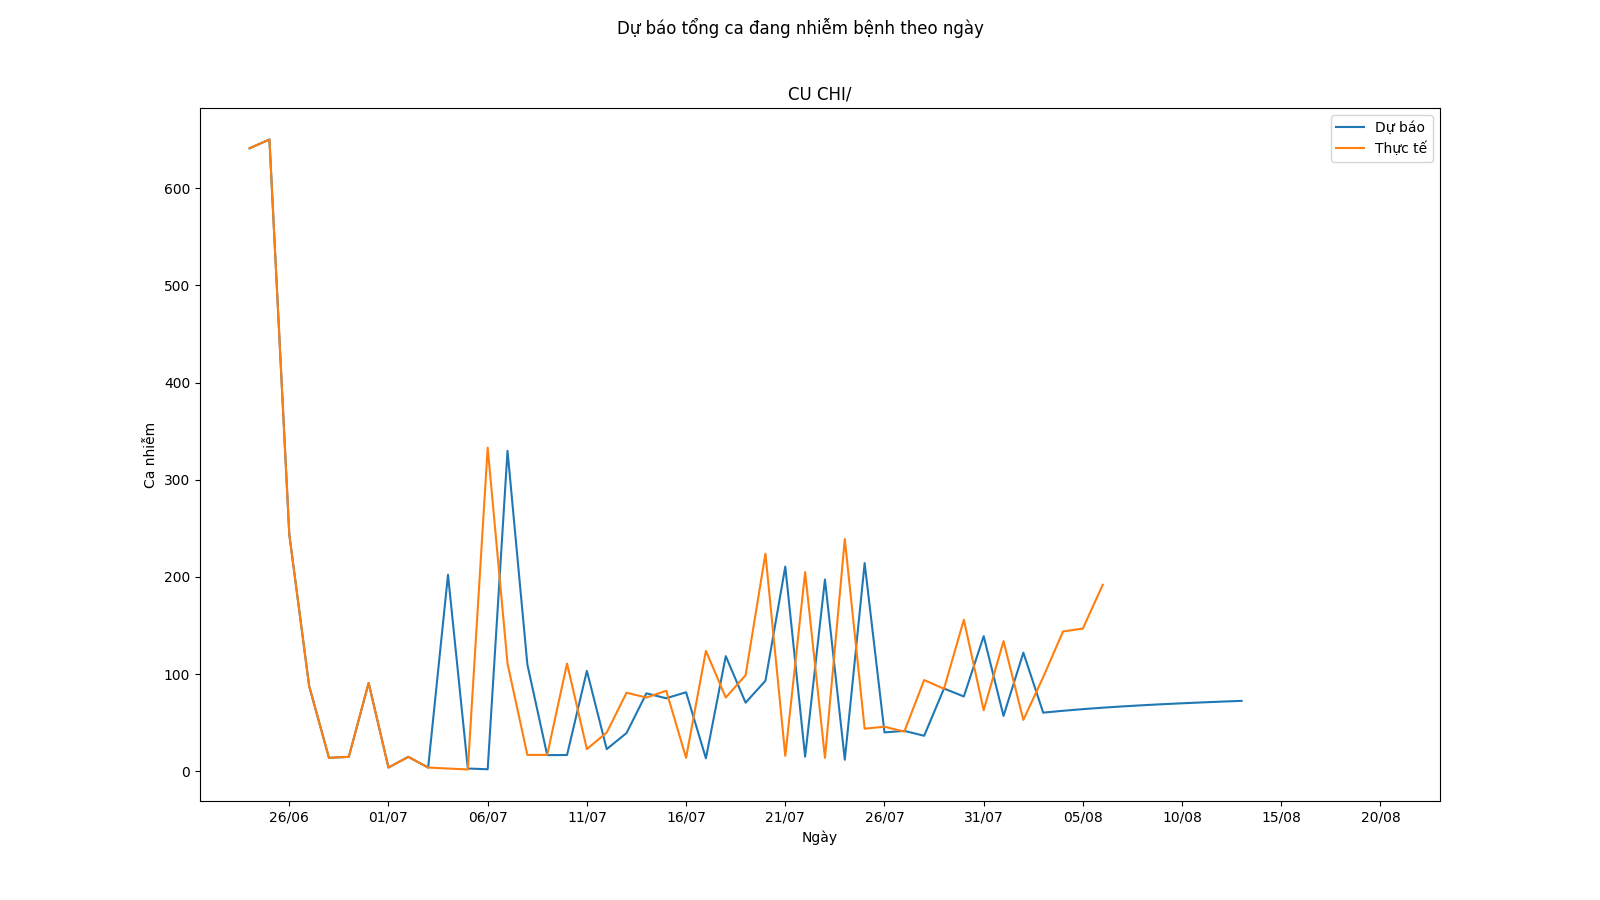 Dự báo tổng ca đang nhiễm bệnh theo ngày
CU CHI/
Dự báo
Thực tế
600
500
400
300
200
100
0
Ca nhiễm
26/06 01/07 06/07 11/07 16/07 21/07 26/07 31/07 05/08 10/08 15/08 20/08
Ngày